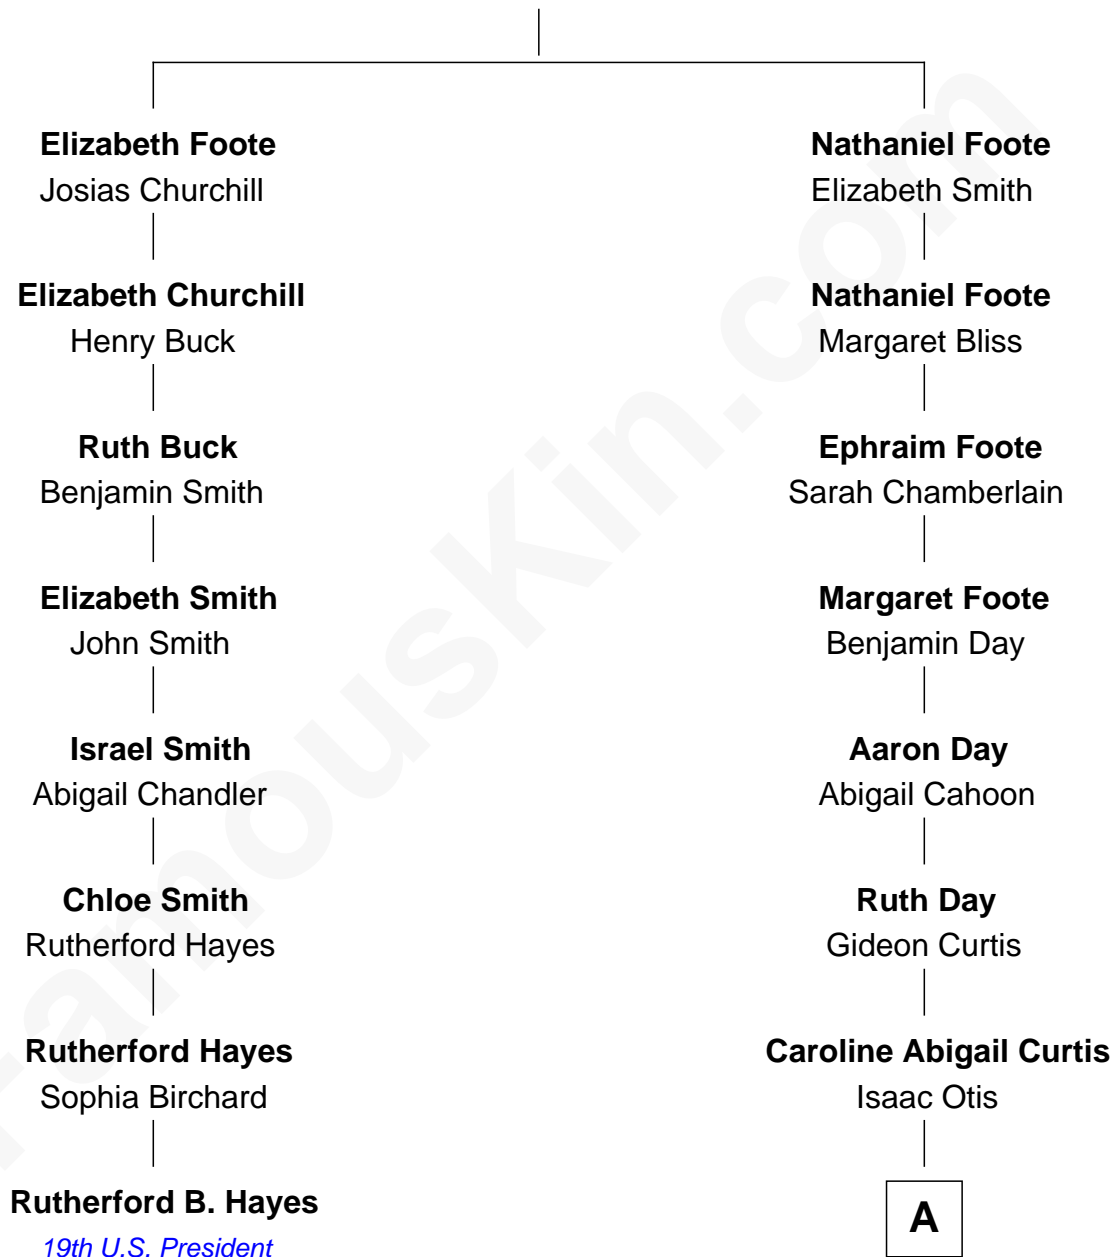 Elizabeth Foote
Josias Churchill
Elizabeth Churchill
Henry Buck
Ruth Buck
Benjamin Smith
Elizabeth Smith
John Smith
Israel Smith
Abigail Chandler
Chloe Smith
Rutherford Hayes
Rutherford Hayes
Sophia Birchard
Rutherford B. Hayes
19th U.S. President
Nathaniel Foote
Elizabeth Smith
Nathaniel Foote
Margaret Bliss
Ephraim Foote
Sarah Chamberlain
Margaret Foote
Benjamin Day
Aaron Day
Abigail Cahoon
Ruth Day
Gideon Curtis
Caroline Abigail Curtis
Isaac Otis
A
FamousKin.com